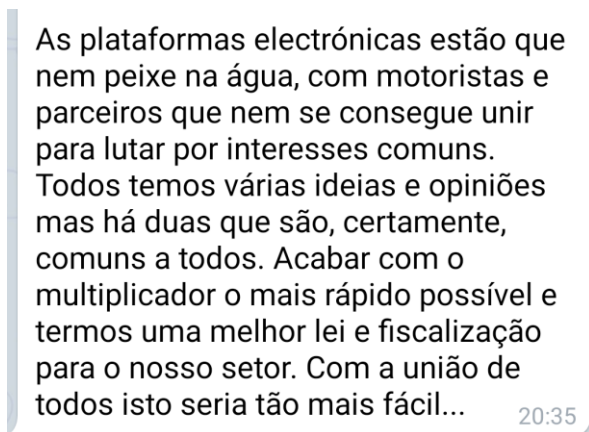 As plataformas electrónicas estão que
nem peixe na água, com motoristas e
parceiros que nem se consegue unir
para lutar por interesses comuns.
Todos temos várias ideias e opiniões
mas há duas que são, certamente,
comuns a todos. Acabar com o
multiplicador o mais rápido possível e
termos uma melhor lei e fiscalização
para o nosso setor. Com a união de
todos isto seria tão mais fácil...
20:35